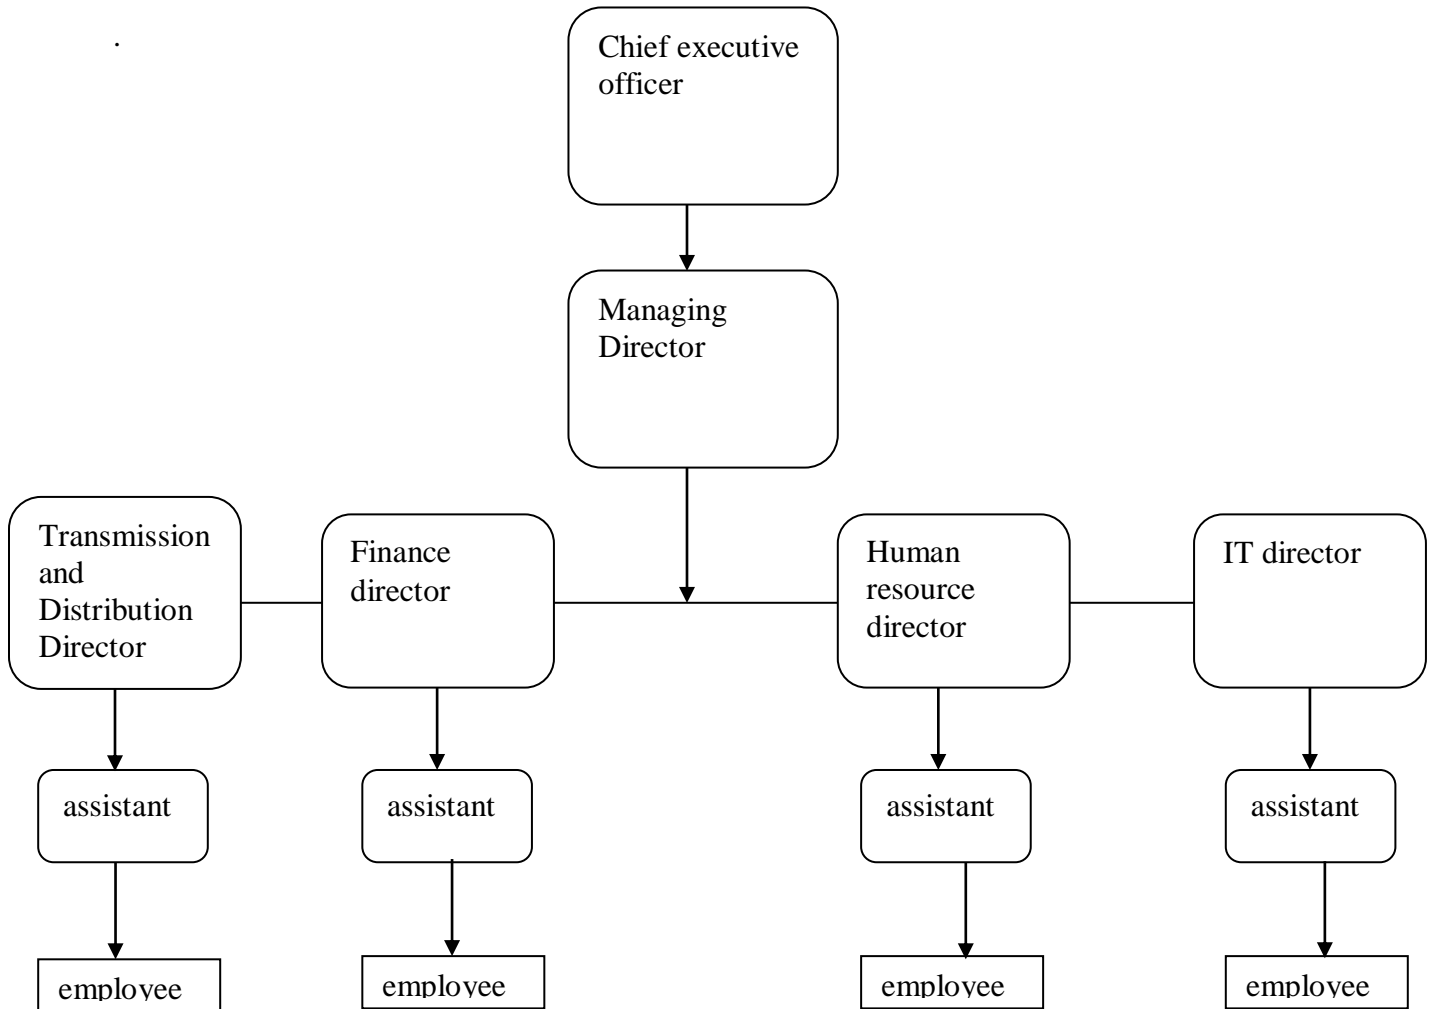 .
Chief executive
officer
Managing
Director
Transmission
and
Distribution
Director
Finance
director
Human
resource
director
IT director
assistant
assistant
assistant
assistant
employee
employee
employee
employee